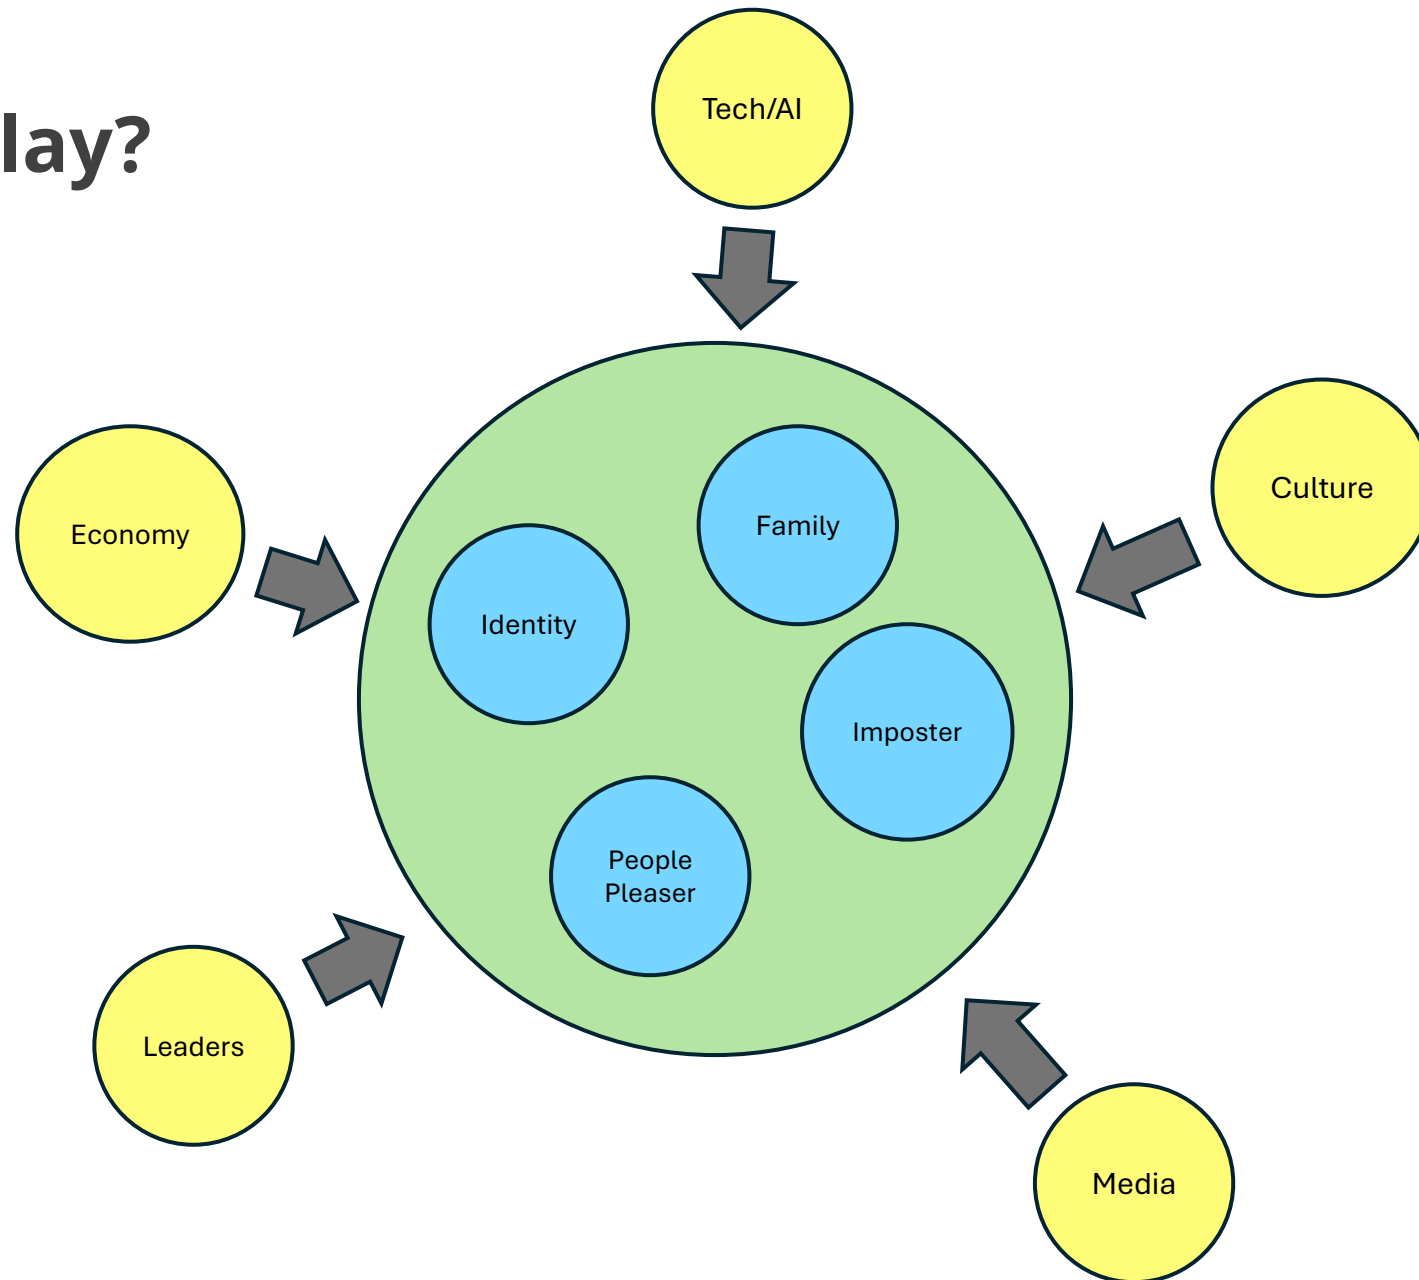 lay?
Tech/AI
Culture
Economy
Family
Identity
Imposter
People
Pleaser
Leaders
Media